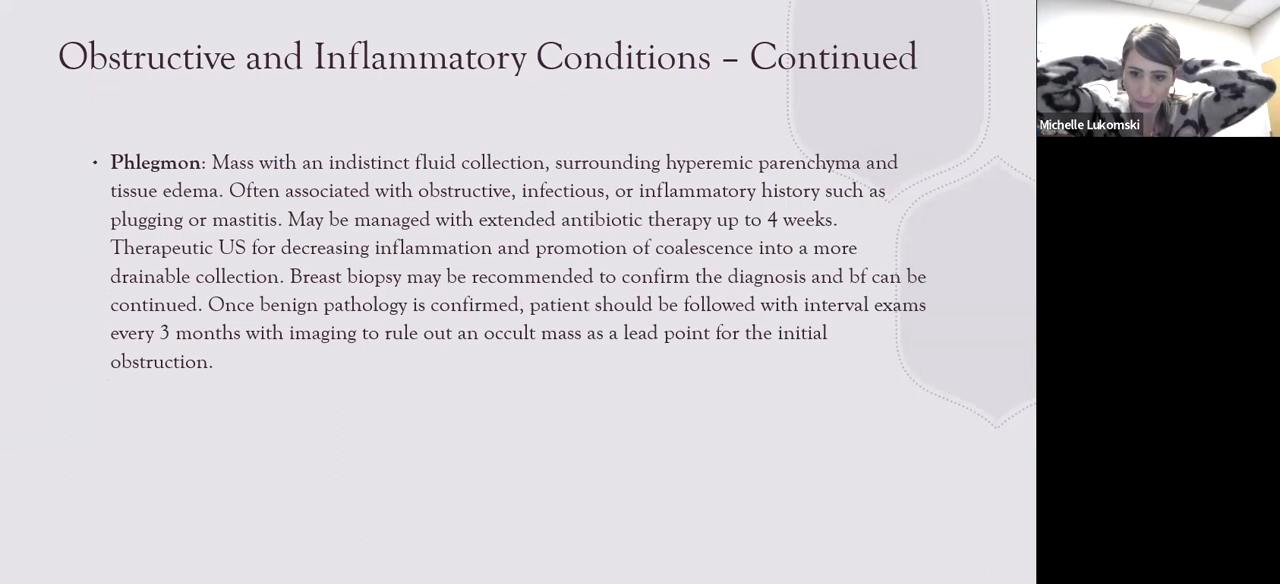 Obstructive and Inflammatory Conditions – Continued
• Phlegmon: Mass with an indistinct fluid collection, surrounding hyperemic parenchyma and
tissue edema. Often associated with obstructive, infectious, or inflammatory history such as
plugging or mastitis. May be managed with extended antibiotic therapy up to 4 weeks.
Therapeutic US for decreasing inflammation and promotion of coalescence into a more
drainable collection. Breast biopsy may be recommended to confirm the diagnosis and bf can be
continued. Once benign pathology is confirmed, patient should be followed with interval exams
every 3 months with imaging to rule out an occult mass as a lead point for the initial
obstruction.
Michelle Lukomski